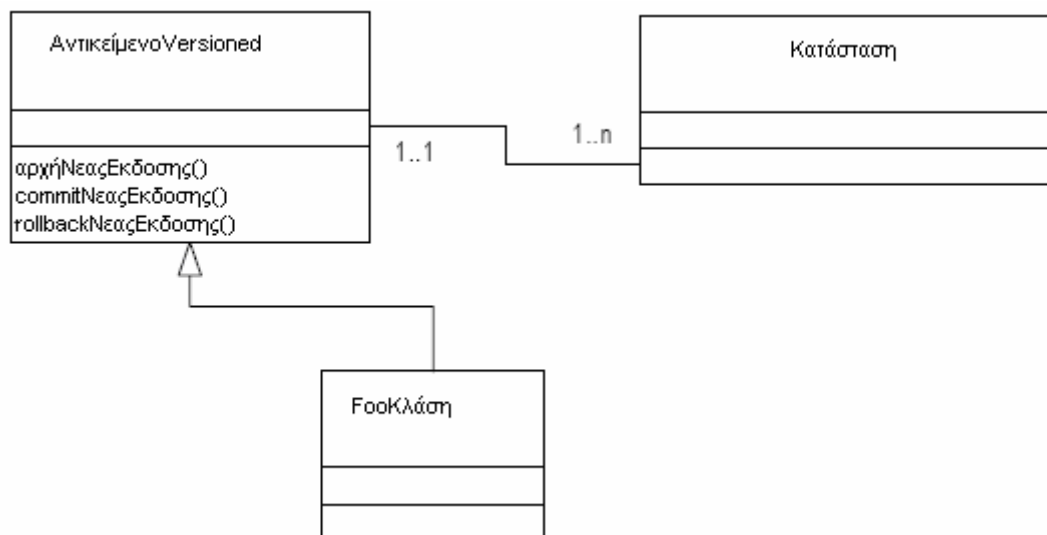 ΑντικείμενοVersioned
Κατάσταση
1..1
1..n
αρχήΝεαςΕκδοσης()
commitΝεαςΕκδοσης()
rollbackΝεαςΕκδοσης()
FooΚλάση